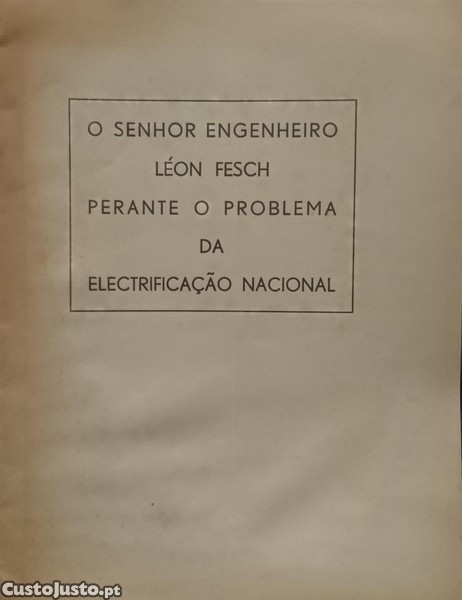 O SENHOR ENGENHEIRO
LÉON FESCH
PERANTE O PROBLEMA
DA
ELECTRIFICAÇÃO NACIONAL
CustoJusto.pt